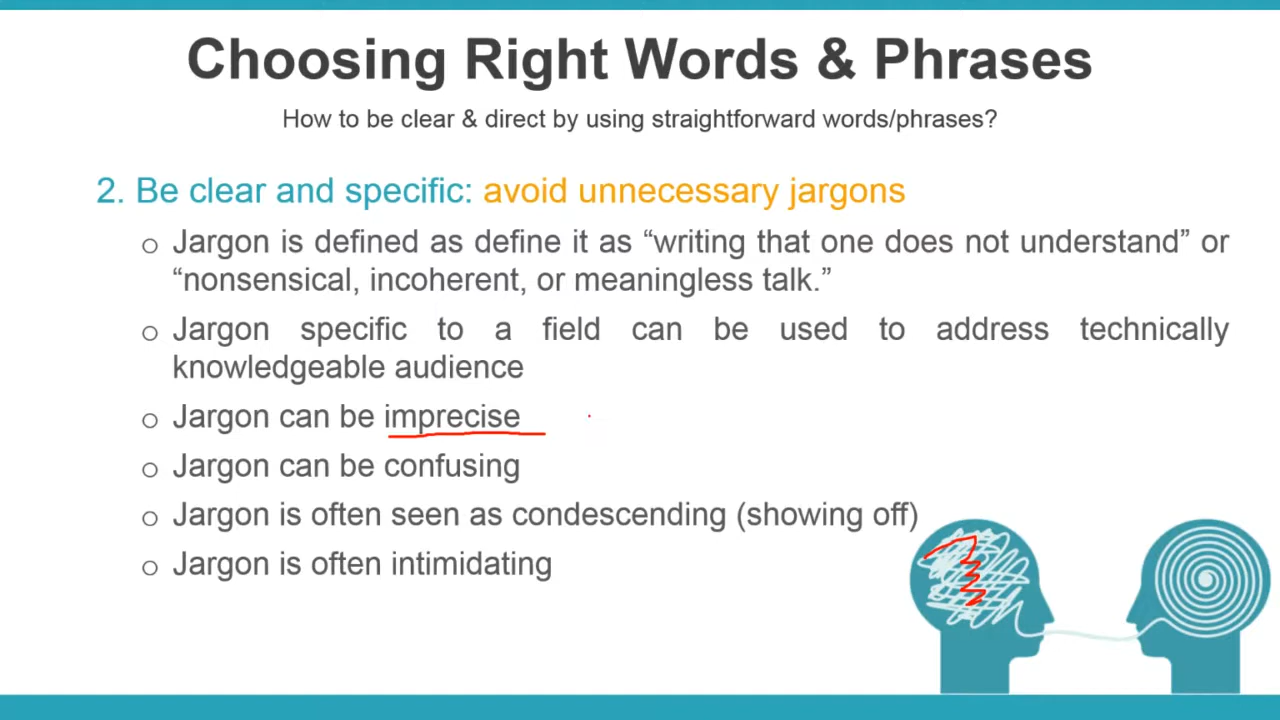 Choosing Right Words & Phrases
How to be clear & direct by using straightforward words/phrases?
2. Be clear and specific: avoid unnecessary jargons
o Jargon is defined as define it as “writing that one does not understand” or
“nonsensical, incoherent, or meaningless talk.”
o Jargon specific to a field can be used to address technically
knowledgeable audience
o Jargon can be imprecise
o Jargon can be confusing
o Jargon is often seen as condescending (showing off)
o Jargon is often intimidating